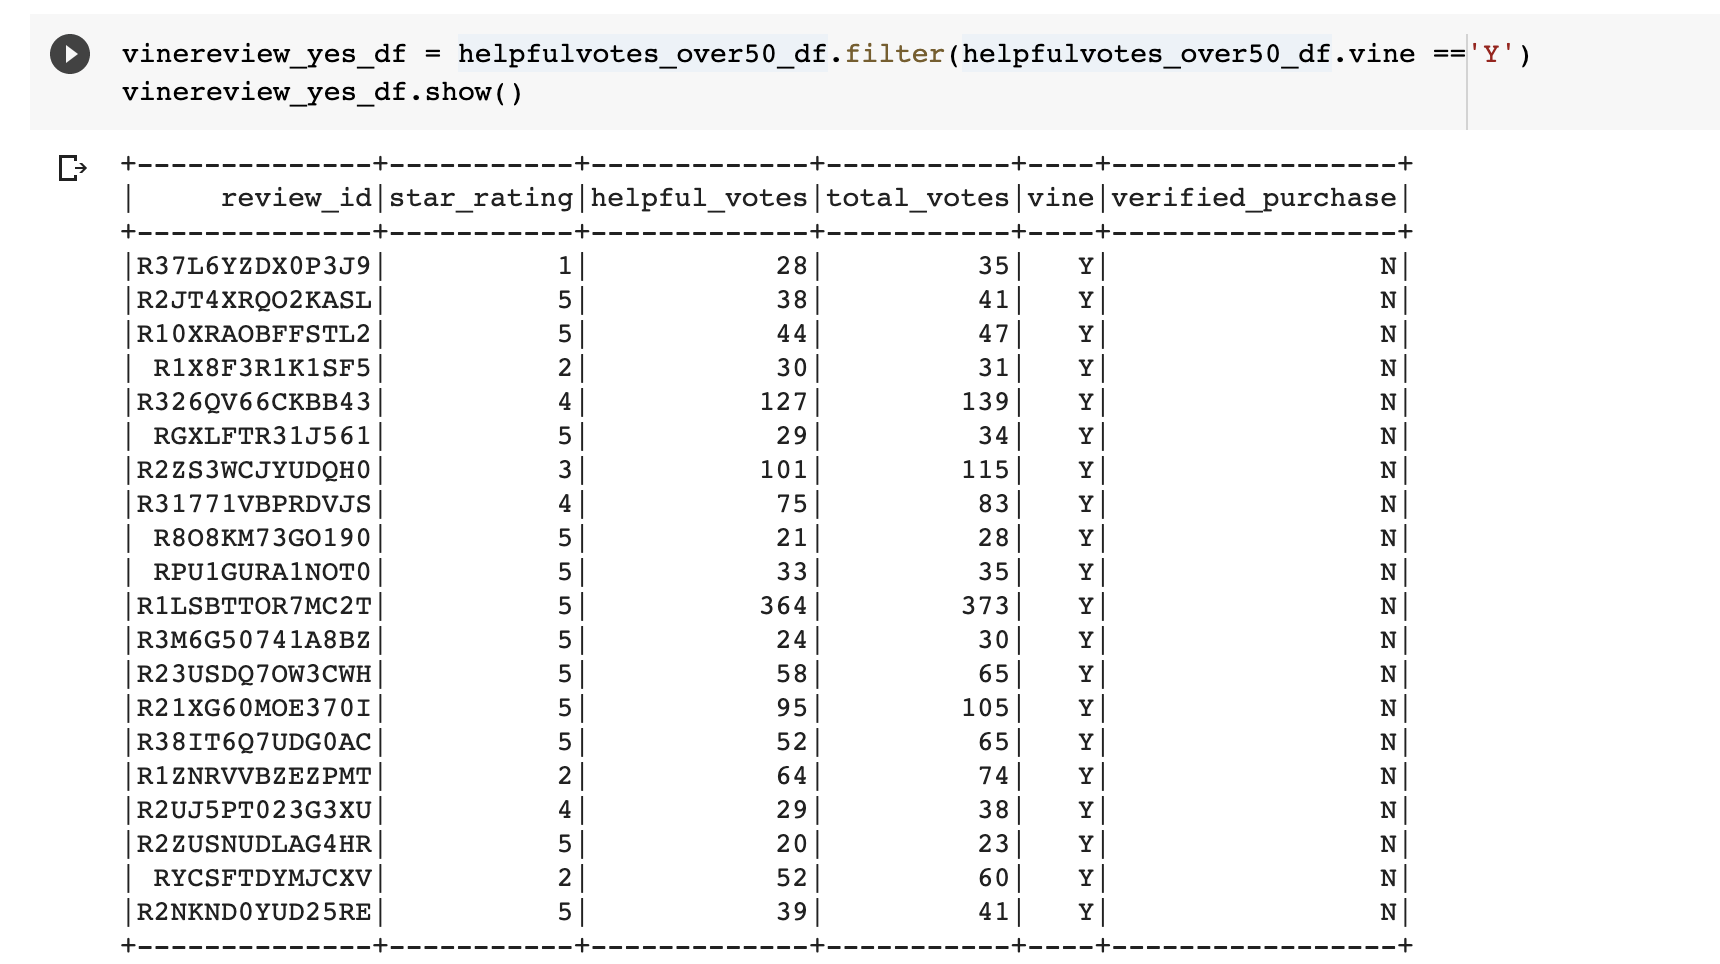 vinereview_yes_df = helpfulvotes_over50_df.filter(helpfulvotes_over50_df.vine =='Y')
vinereview_yes_df.show()
+--------------+-----------+-------------+-----------+----+-----------------+
|     review_id|star_rating|helpful_votes|total_votes|vine|verified_purchase|
+--------------+-----------+-------------+-----------+----+-----------------+
|R37L6YZDX0P3J9|          1|           28|         35|   Y|                N|
|R2JT4XRQO2KASL|          5|           38|         41|   Y|                N|
|R10XRAOBFFSTL2|          5|           44|         47|   Y|                N|
| R1X8F3R1K1SF5|          2|           30|         31|   Y|                N|
|R326QV66CKBB43|          4|          127|        139|   Y|                N|
| RGXLFTR31J561|          5|           29|         34|   Y|                N|
|R2ZS3WCJYUDQH0|          3|          101|        115|   Y|                N|
|R31771VBPRDVJS|          4|           75|         83|   Y|                N|
| R8O8KM73GO190|          5|           21|         28|   Y|                N|
| RPU1GURA1NOT0|          5|           33|         35|   Y|                N|
|R1LSBTTOR7MC2T|          5|          364|        373|   Y|                N|
|R3M6G50741A8BZ|          5|           24|         30|   Y|                N|
|R23USDQ7OW3CWH|          5|           58|         65|   Y|                N|
|R21XG60MOE370I|          5|           95|        105|   Y|                N|
|R38IT6Q7UDG0AC|          5|           52|         65|   Y|                N|
|R1ZNRVVBZEZPMT|          2|           64|         74|   Y|                N|
|R2UJ5PT023G3XU|          4|           29|         38|   Y|                N|
|R2ZUSNUDLAG4HR|          5|           20|         23|   Y|                N|
| RYCSFTDYMJCXV|          2|           52|         60|   Y|                N|
|R2NKND0YUD25RE|          5|           39|         41|   Y|                N|
+--------------+-----------+-------------+-----------+----+-----------------+